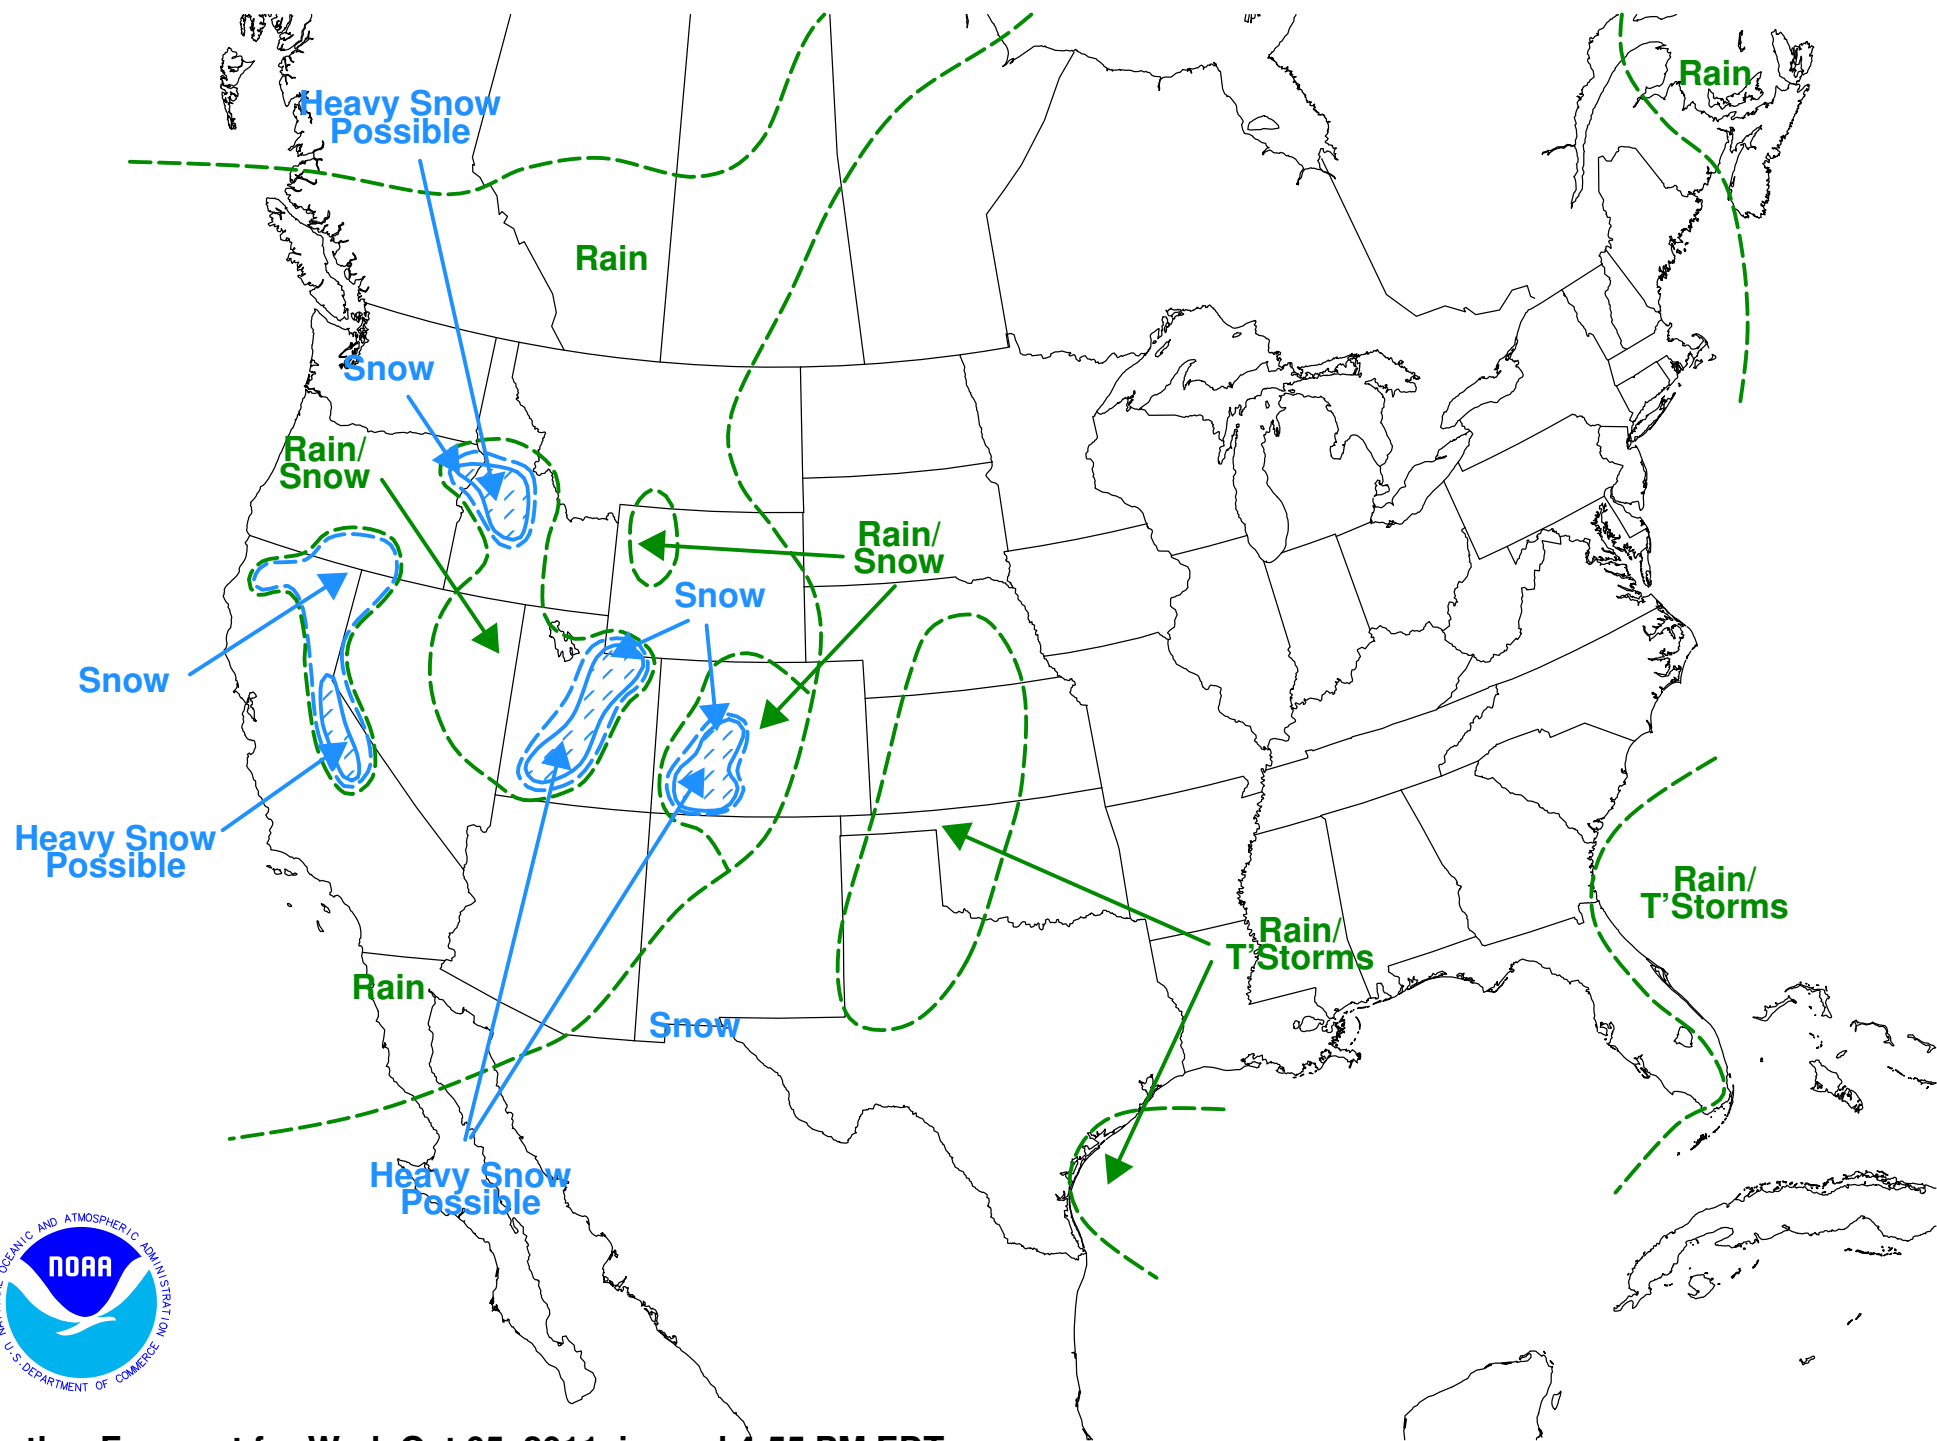 Rain
Heavy Snow
Possible
Rain
Snow
Rain/
Snow
Rain/
Snow
Snow
Snow
Heavy Snow
Possible
Rain/
T'Storms
Rain/
T'Storms
Rain
Snow
Heavy Snow
Possible
OCEANIC AND ATMOSPHERIC ADMINISTRATION
NOAA
U.S. DEPARTMENT OF COMMERCE